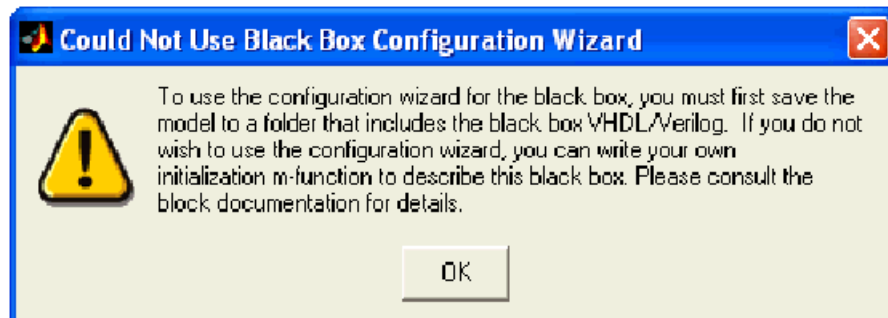 Could Not Use Black Box Configuration Wizard
To use the configuration wizard for the black box, you must first save the
model to a folder that includes the black box VHDL/Verilog.  If you do not
wish to use the configuration wizard, you can write your own
initialization m-function to describe this black box. Please consult the
block documentation for details.
OK